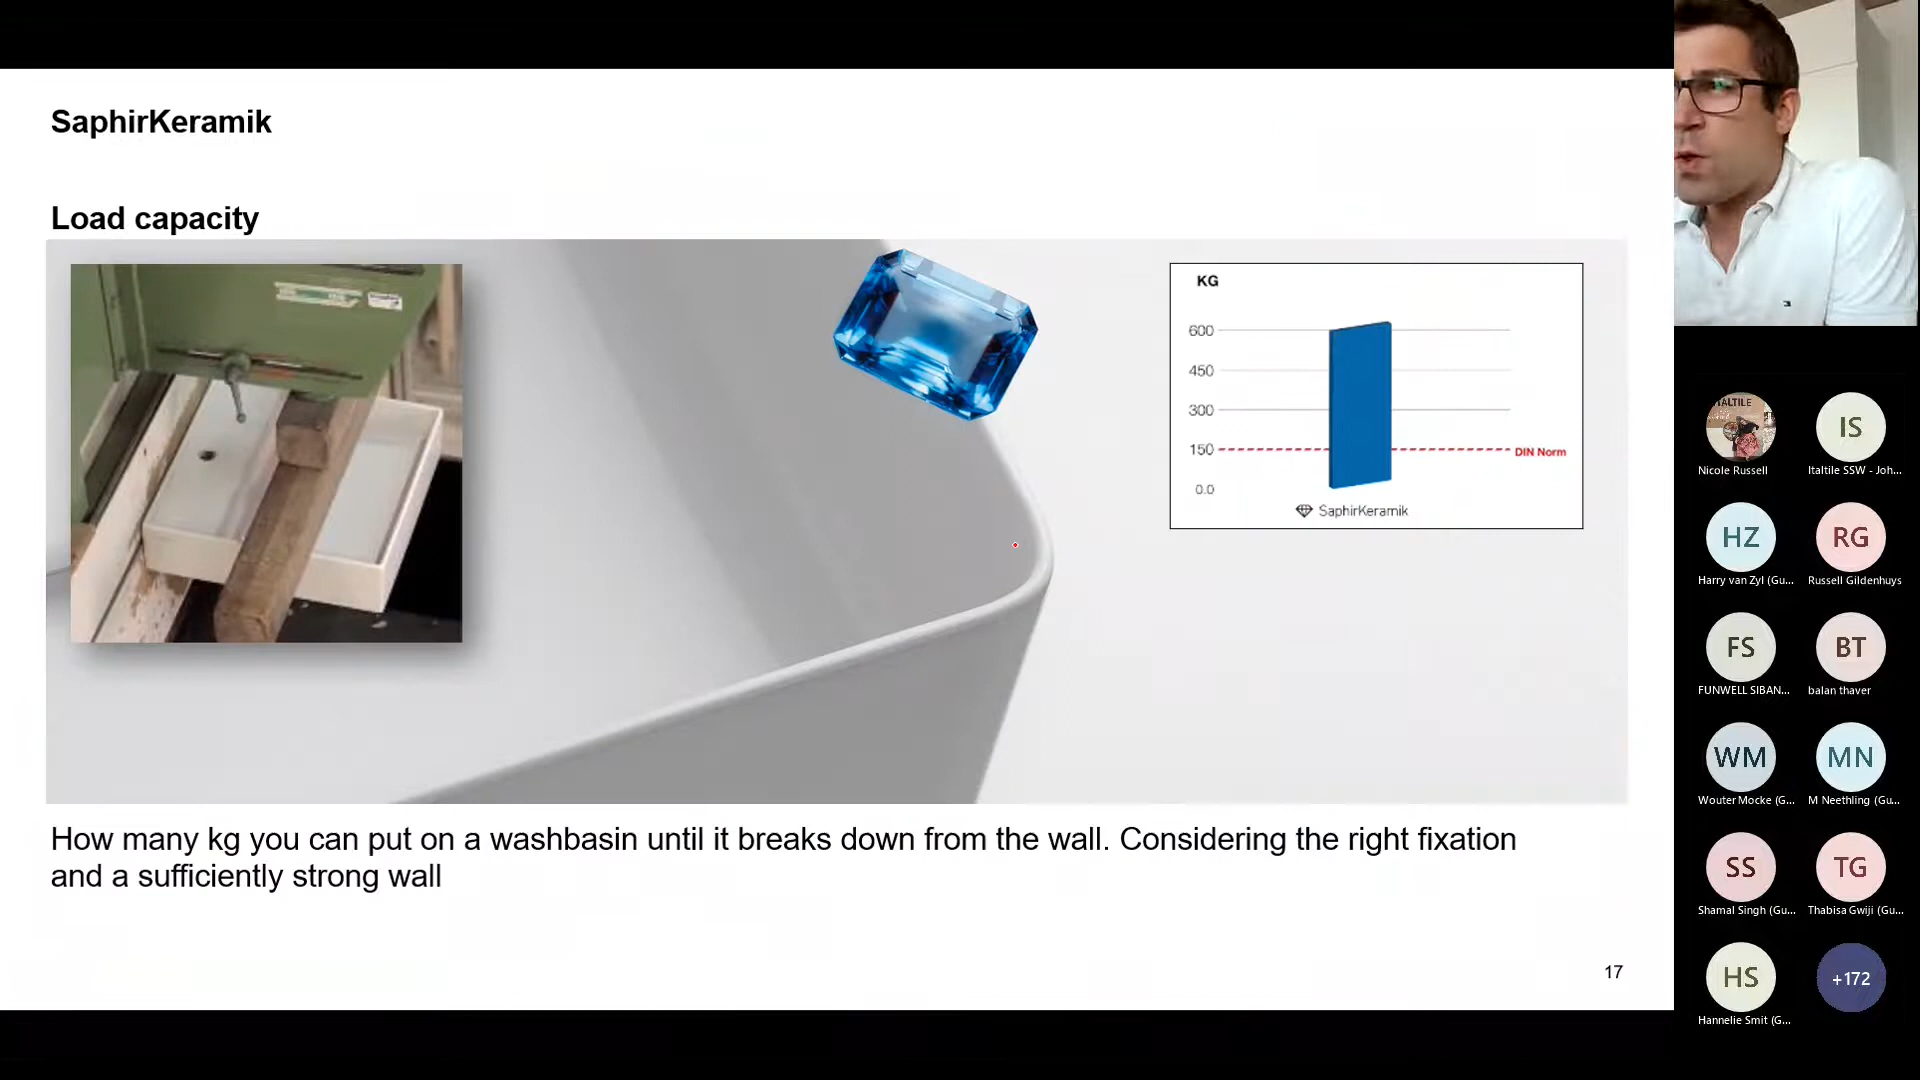 SaphirKeramik
Load capacity
KG
600
450
300
150
DIN Norm
0.0
SaphirKeramik
How many kg you can put on a washbasin until it breaks down from the wall. Considering the right fixation
and a sufficiently strong wall
17
ITALTILE
Nicole Russell
IS
Italtile SSW - Joh...
HZ
Harry van Zyl (Gu...
RG
Russell Gildenhuys
FS
FUNWELL SIBAN...
BT
balan thaver
WM
Wouter Mocke (G...
MN
M Neethling (Gu...
SS
Shamal Singh (Gu...
TG
Thabisa Gwiji (Gu...
HS
Hannelie Smit (G...
+172